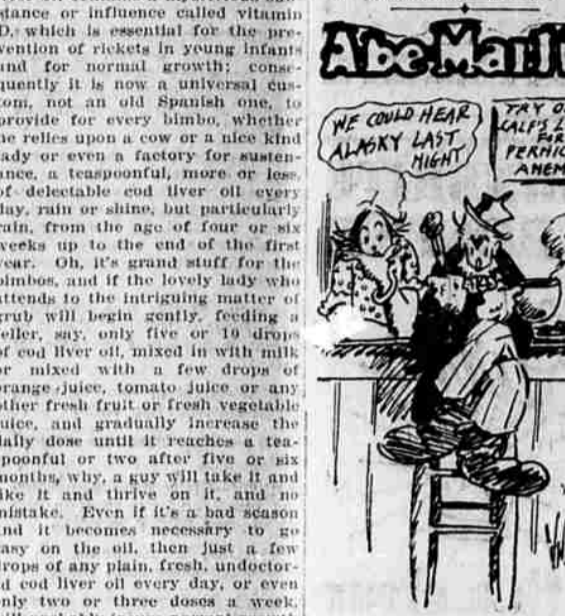 stance or influence called vitamin
D, which is essential for the pre-
vention of rickets in young infants
and for normal growth; conse-
quently it is now a universal cus-
tom, not an old Spanish one, to
provide for every bimbo, whether
he relies upon a cow or a nice kind
lady or even a factory for susten-
ance, a teaspoonful, more or less,
of delectable cod liver oil every
day, rain or shine, but particularly
rain, from the age of four or six
weeks up to the end of the first
year. Oh, it's grand stuff for the
bimbos, and if the lovely lady who
attends to the intriguing matter of
grub will begin gently, feeding a
feller, say, only five or 10 drops
of cod liver oil, mixed in with milk
or mixed with a few drops of
orange juice, tomato juice or any
other fresh fruit or fresh vegetable
juice, and gradually increase the
daily dose until it reaches a tea-
spoonful or two after five or six
months, why, a guy will take it and
like it and thrive on it, and no
mistake. Even if it's a bad season
and it becomes necessary to go
easy on the oil, then just a few
drops of any plain, fresh, undoctor-
ed cod liver oil every day, or even
only two or three doses a week,
Abe Marti
WE COULD HEAR
ALASKY LAST
NIGHT
TRY O
CALF'S L
FOR
PERNIC
ANEM